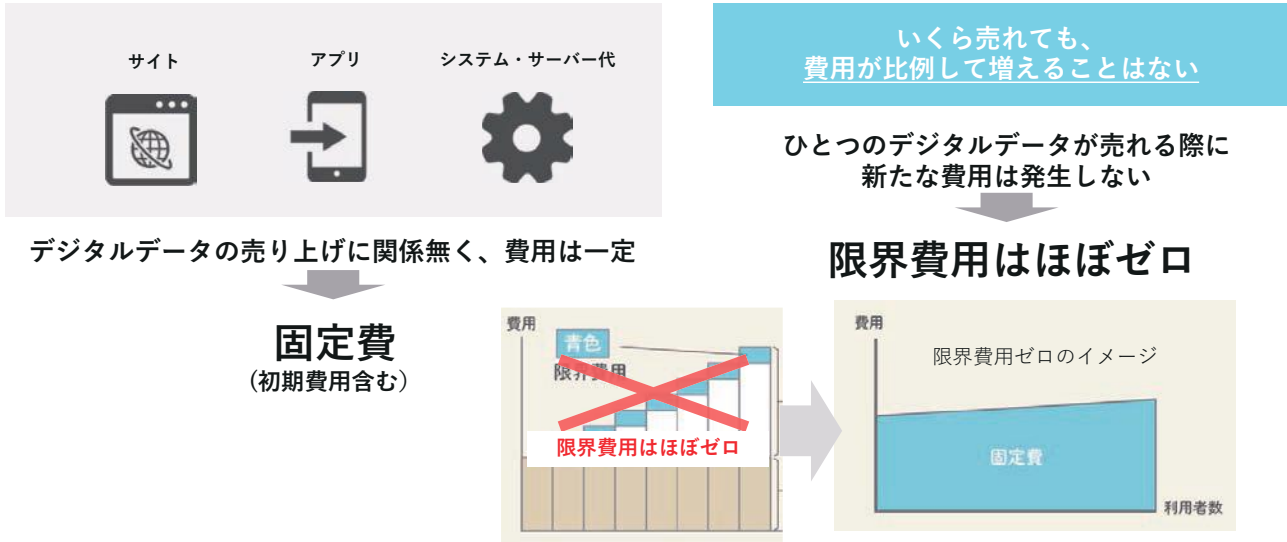 サイト
アプリ
システム・サーバー代
デジタルデータの売り上げに関係無く、費用は一定
固定費
(初期費用含む)
いくら売れても、
費用が比例して増えることはない
ひとつのデジタルデータが売れる際に
新たな費用は発生しない
限界費用はほぼゼロ
費用
青色
限界費用
限界費用はほぼゼロ
費用
限界費用ゼロのイメージ
固定費
利用者数